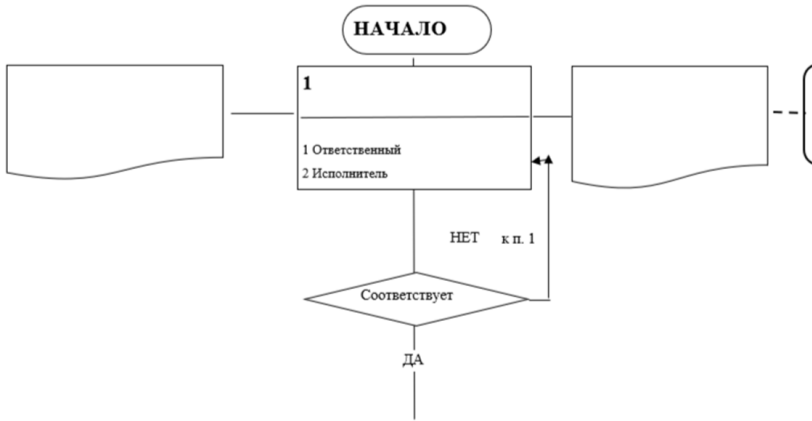 НАЧАЛО
1
1 Ответственный
2 Исполнитель
НЕТ к п. 1
Соответствует
ДА